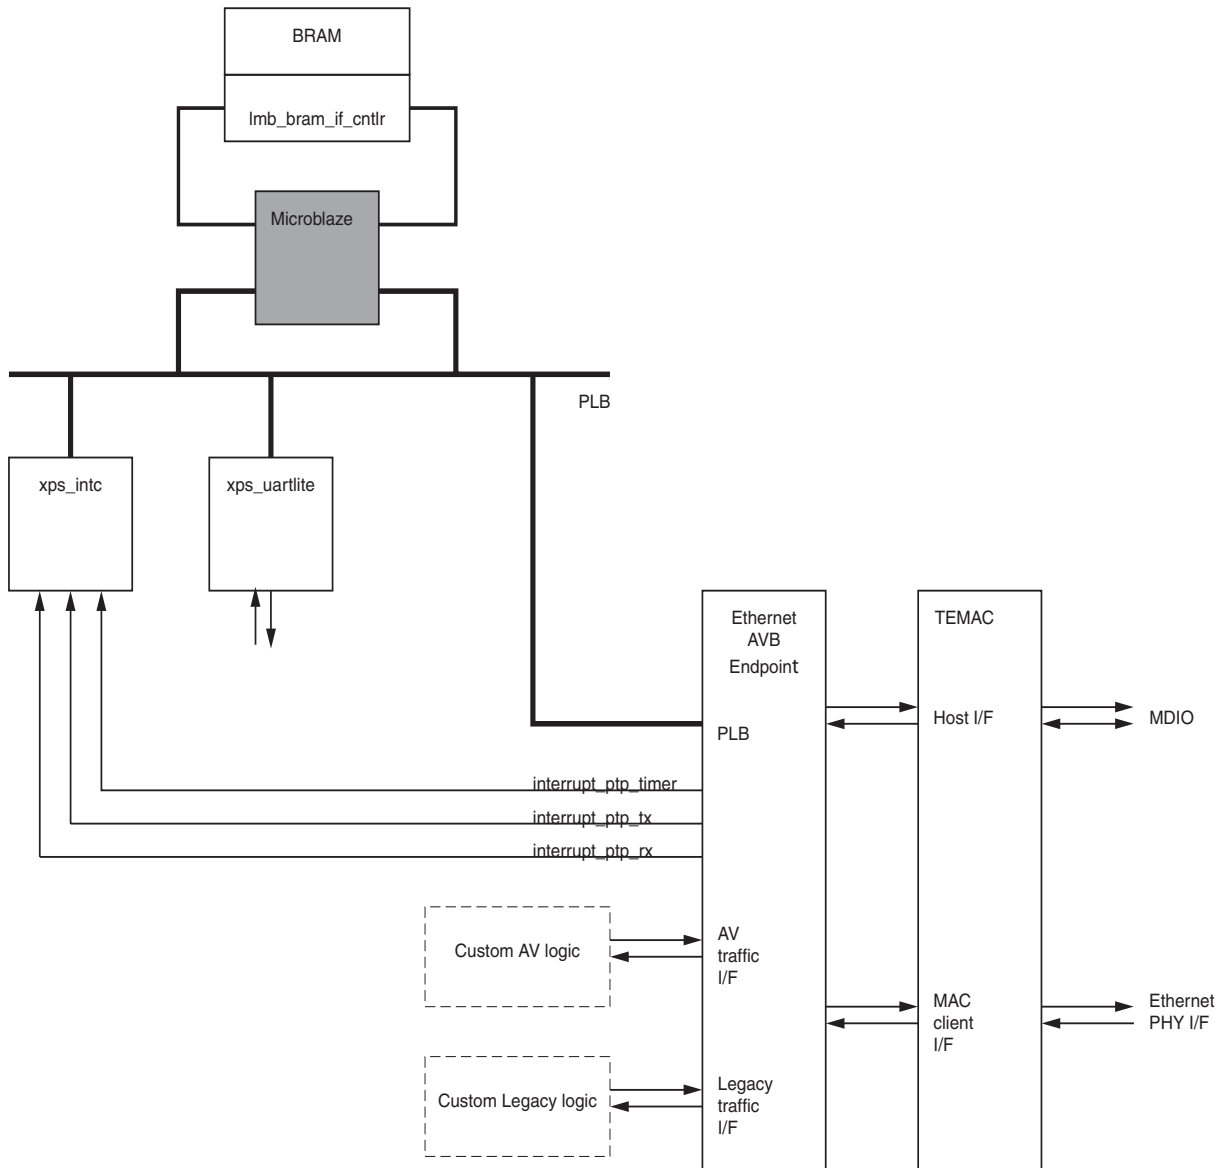 BRAM
lmb_bram_if_cntlr
Microblaze
PLB
xps_intc
xps_uartlite
Ethernet
AVB
Endpoint
TEMAC
PLB
Host I/F
MDIO
interrupt_ptp_timer
interrupt_ptp_tx
interrupt_ptp_rx
Custom AV logic
AV
traffic
I/F
MAC
client
I/F
Ethernet
PHY I/F
Custom Legacy logic
Legacy
traffic
I/F